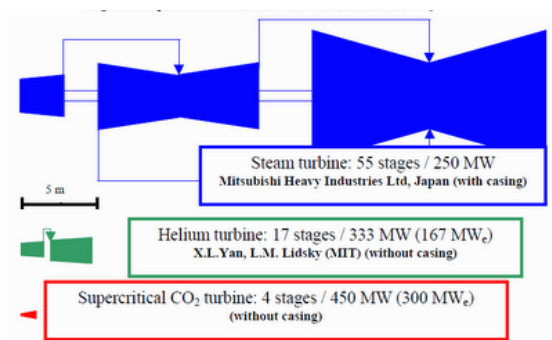 Steam turbine: 55 stages / 250 MW
Mitsubishi Heavy Industries Ltd, Japan (with casing)
5 m
Helium turbine: 17 stages / 333 MW (167 MWₑ)
X.L.Yan, L.M. Lidsky (MIT) (without casing)
Supercritical CO₂ turbine: 4 stages / 450 MW (300 MWₑ)
(without casing)